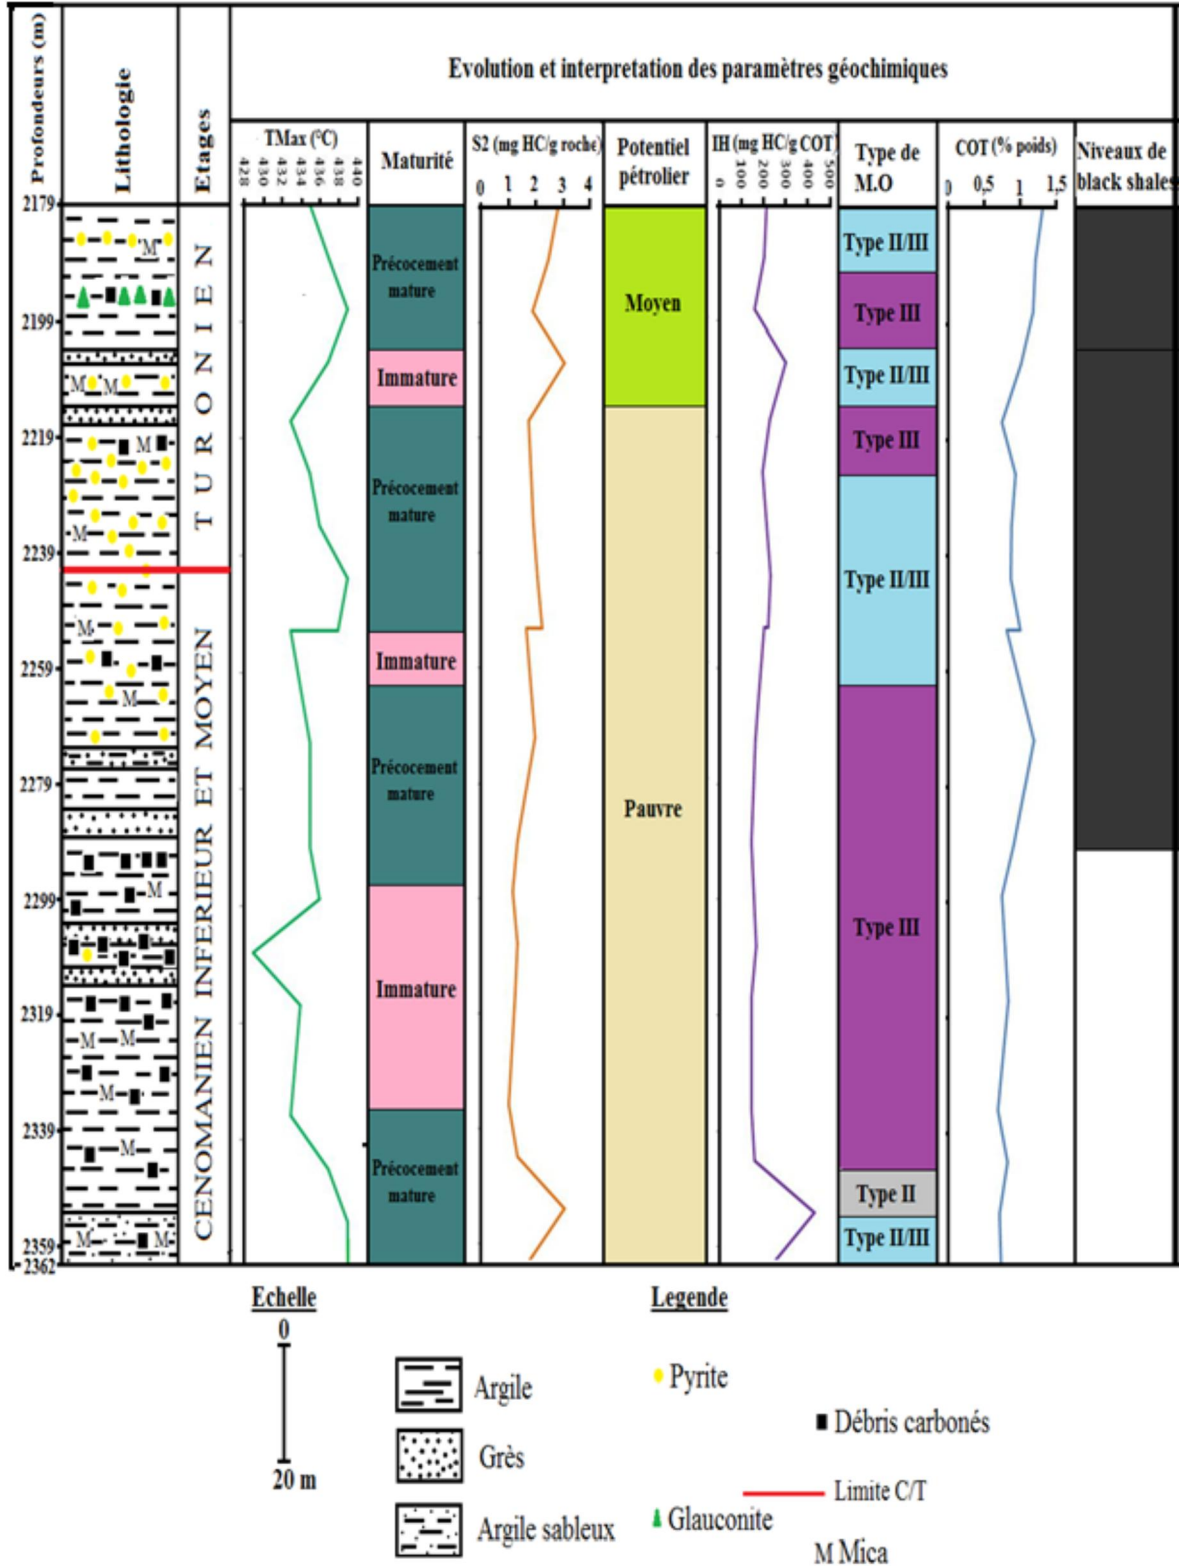 Evolution et interpretation des paramètres géochimiques
Profondeurs (m)
Lithologie
Etages
TMax (°C)
428 430 432 434 436 438 440
Maturité
S2 (mg HC/g roche)
0 1 2 3 4
Potentiel
pétrolier
IH (mg HC/g COT)
0 100 200 300 400 500
Type de
M.O
COT (% poids)
0 0,5 1 1,5
Niveaux de
black shales
2179
2199
2219
2239
2259
2279
2299
2319
2339
2359
2362
M
M
M
M
M
M
M
M
M
M
M
M
M
M
TURONIEN
CENOMANIEN INFERIEUR ET MOYEN
Précocement
mature
Immature
Précocement
mature
Immature
Précocement
mature
Immature
Précocement
mature
Moyen
Pauvre
Type II/III
Type III
Type II/III
Type III
Type II/III
Type III
Type II
Type II/III
Echelle
0
20 m
Legende
Argile
Grès
Argile sableux
Pyrite
Glauconite
Débris carbonés
Limite C/T
M Mica